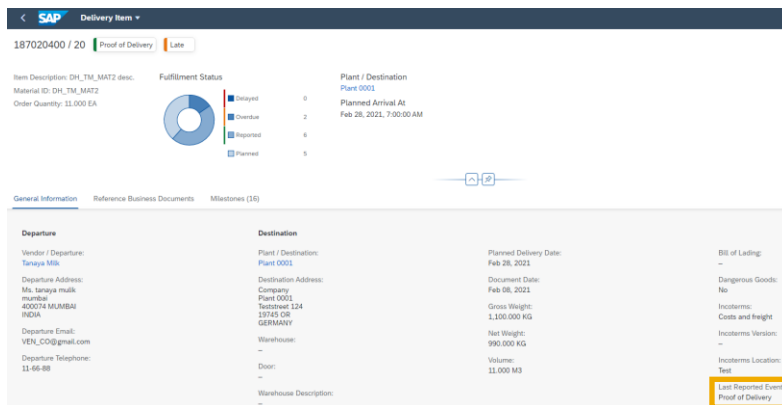 SAP Delivery Item
187020400 / 20 Proof of Delivery Late
Item Description: DH_TM_MAT2 desc.
Material ID: DH_TM_MAT2
Order Quantity: 11.000 EA
Fulfillment Status
Delayed 0
Overdue 2
Reported 6
Planned 5
Plant / Destination
Plant 0001
Planned Arrival At
Feb 28, 2021, 7:00:00 AM
General Information Reference Business Documents Milestones (16)
Departure
Vendor / Departure:
Tanaya Milk
Departure Address:
Ms. tanaya mulik
mumbai
400074 MUMBAI
INDIA
Departure Email:
VEN_CO@gmail.com
Departure Telephone:
11-66-88
Destination
Plant / Destination:
Plant 0001
Destination Address:
Company
Plant 0001
Teststreet 124
19745 OR
GERMANY
Warehouse:
–
Door:
–
Warehouse Description:
–
Planned Delivery Date:
Feb 28, 2021
Document Date:
Feb 08, 2021
Gross Weight:
1,100.000 KG
Net Weight:
990.000 KG
Volume:
11.000 M3
Bill of Lading:
–
Dangerous Goods:
No
Incoterms:
Costs and freight
Incoterms Version:
–
Incoterms Location:
Test
Last Reported Event
Proof of Delivery